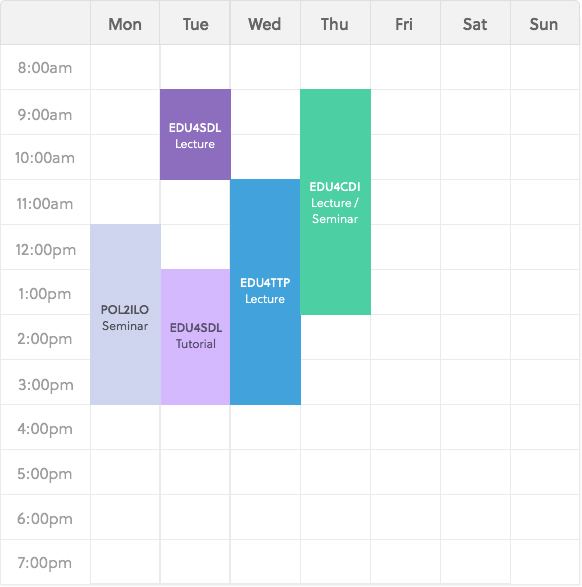 Mon Tue Wed Thu Fri Sat Sun
8:00am
9:00am
EDU4SDL
Lecture
10:00am
EDU4CDI
Lecture /
Seminar
11:00am
12:00pm
EDU4TTP
Lecture
1:00pm
POL2ILO
Seminar
EDU4SDL
Tutorial
2:00pm
3:00pm
4:00pm
5:00pm
6:00pm
7:00pm